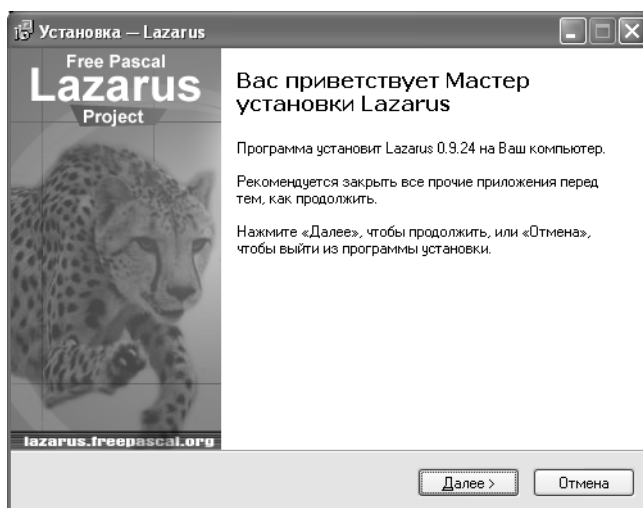 Установка — Lazarus
Free Pascal
Lazarus
Project
Вас приветствует Мастер
установки Lazarus
Программа установит Lazarus 0.9.24 на Ваш компьютер.
Рекомендуется закрыть все прочие приложения перед
тем, как продолжить.
Нажмите «Далее», чтобы продолжить, или «Отмена»,
чтобы выйти из программы установки.
lazarus.freepascal.org
Далее >
Отмена